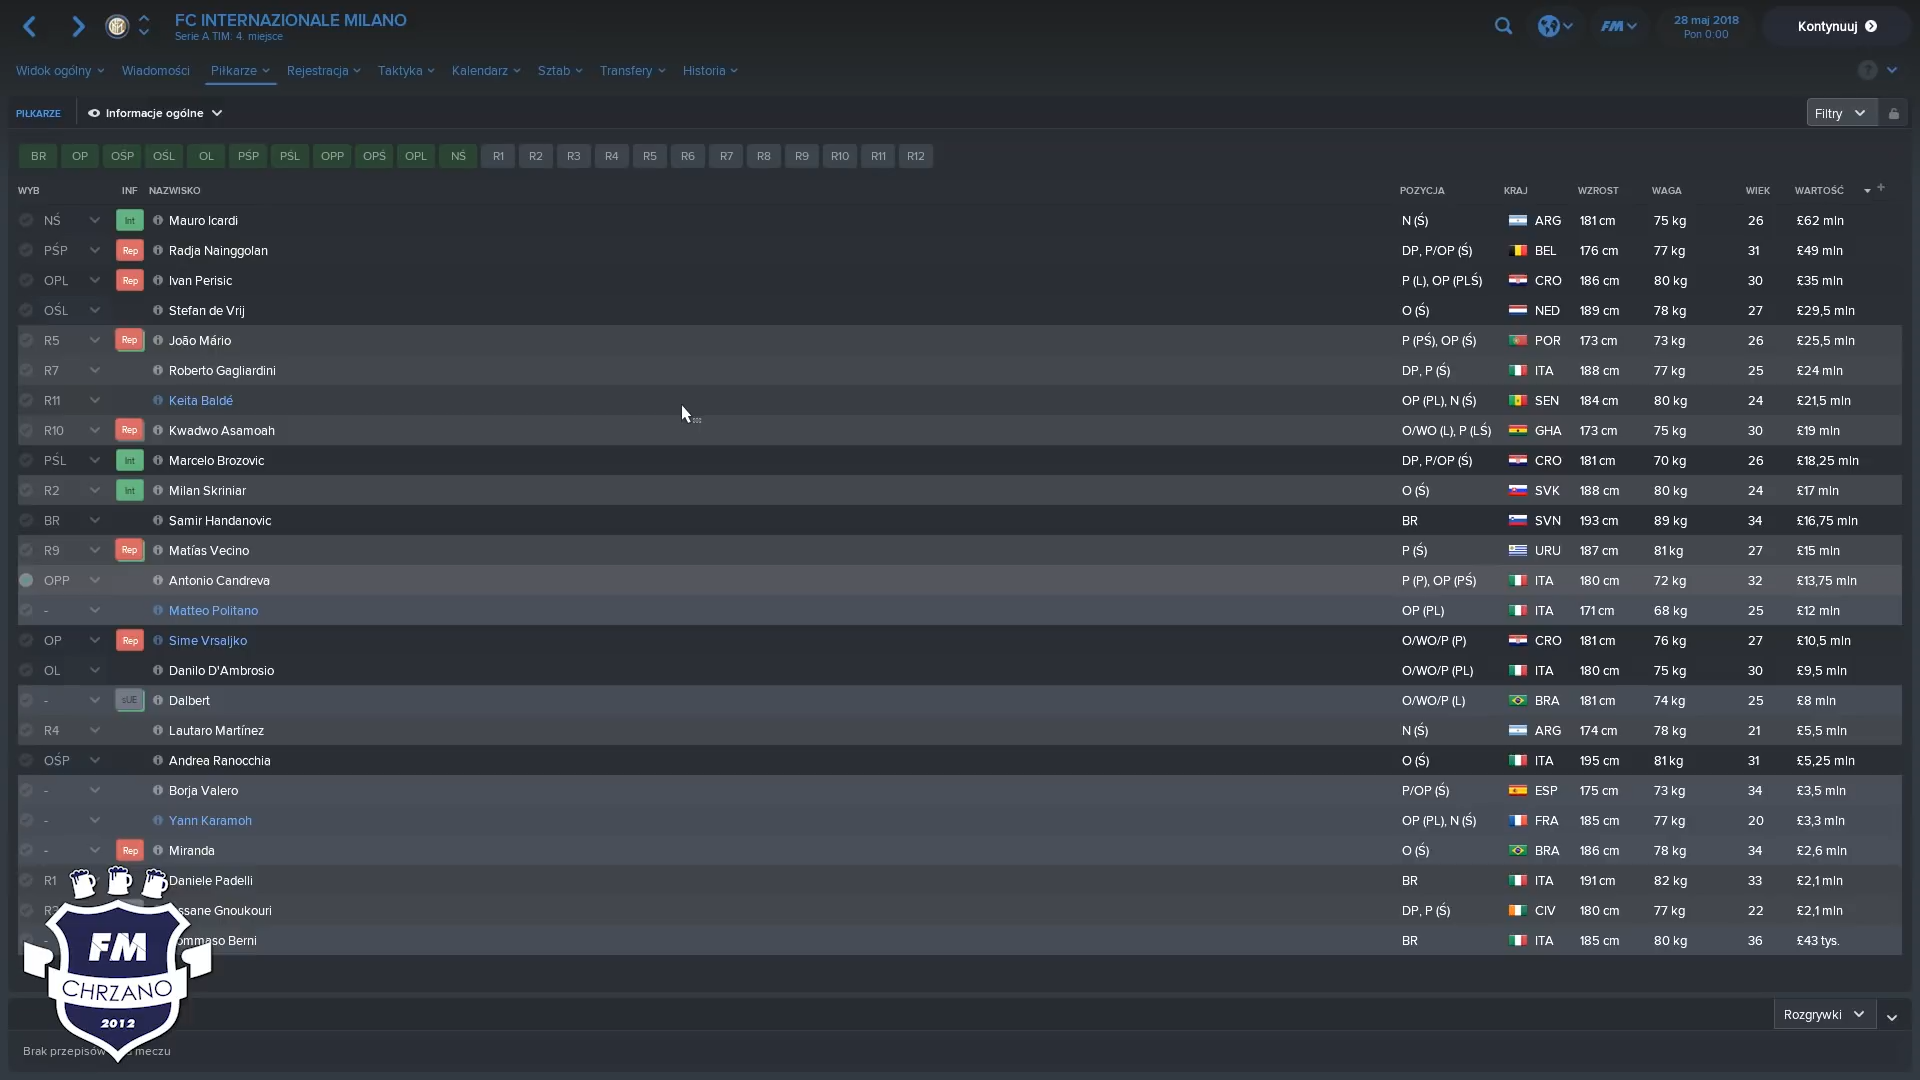 FC INTERNAZIONALE MILANO
Serie A TIM: 4. miejsce
FM
28 maj 2018
Pon 0:00
Kontynuuj
Widok ogólny Wiadomości Piłkarze Rejestracja Taktyka Kalendarz Sztab Transfery Historia
PIŁKARZE Informacje ogólne Filtry
BR OP OŚP OŚL OL PŚP PŚL OPP OPŚ OPL NŚ R1 R2 R3 R4 R5 R6 R7 R8 R9 R10 R11 R12
WYB INF NAZWISKO POZYCJA KRAJ WZROST WAGA WIEK WARTOŚĆ
NŚ Int Mauro Icardi N (Ś) ARG 181 cm 75 kg 26 £62 mln
PŚP Rep Radja Nainggolan DP, P/OP (Ś) BEL 176 cm 77 kg 31 £49 mln
OPL Rep Ivan Perisic P (L), OP (PLŚ) CRO 186 cm 80 kg 30 £35 mln
OŚL Stefan de Vrij O (Ś) NED 189 cm 78 kg 27 £29,5 mln
R5 Rep João Mário P (PŚ), OP (Ś) POR 173 cm 73 kg 26 £25,5 mln
R7 Roberto Gagliardini DP, P (Ś) ITA 188 cm 77 kg 25 £24 mln
R11 Keita Baldé OP (PL), N (Ś) SEN 184 cm 80 kg 24 £21,5 mln
R10 Rep Kwadwo Asamoah O/WO (L), P (LŚ) GHA 173 cm 75 kg 30 £19 mln
PŚL Int Marcelo Brozovic DP, P/OP (Ś) CRO 181 cm 70 kg 26 £18,25 mln
R2 Int Milan Skriniar O (Ś) SVK 188 cm 80 kg 24 £17 mln
BR Samir Handanovic BR SVN 193 cm 89 kg 34 £16,75 mln
R9 Rep Matías Vecino P (Ś) URU 187 cm 81 kg 27 £15 mln
OPP Antonio Candreva P (P), OP (PŚ) ITA 180 cm 72 kg 32 £13,75 mln
- Matteo Politano OP (PL) ITA 171 cm 68 kg 25 £12 mln
OP Rep Sime Vrsaljko O/WO/P (P) CRO 181 cm 76 kg 27 £10,5 mln
OL Danilo D'Ambrosio O/WO/P (PL) ITA 180 cm 75 kg 30 £9,5 mln
- sUE Dalbert O/WO/P (L) BRA 181 cm 74 kg 25 £8 mln
R4 Lautaro Martínez N (Ś) ARG 174 cm 78 kg 21 £5,5 mln
OŚP Andrea Ranocchia O (Ś) ITA 195 cm 81 kg 31 £5,25 mln
- Borja Valero P/OP (Ś) ESP 175 cm 73 kg 34 £3,5 mln
- Yann Karamoh OP (PL), N (Ś) FRA 185 cm 77 kg 20 £3,3 mln
- Rep Miranda O (Ś) BRA 186 cm 78 kg 34 £2,6 mln
R1 Daniele Padelli BR ITA 191 cm 82 kg 33 £2,1 mln
ssane Gnoukouri DP, P (Ś) CIV 180 cm 77 kg 22 £2,1 mln
- ommaso Berni BR ITA 185 cm 80 kg 36 £43 tys.
FM
CHRZANO
2012
Rozgrywki
Brak przepisów meczu